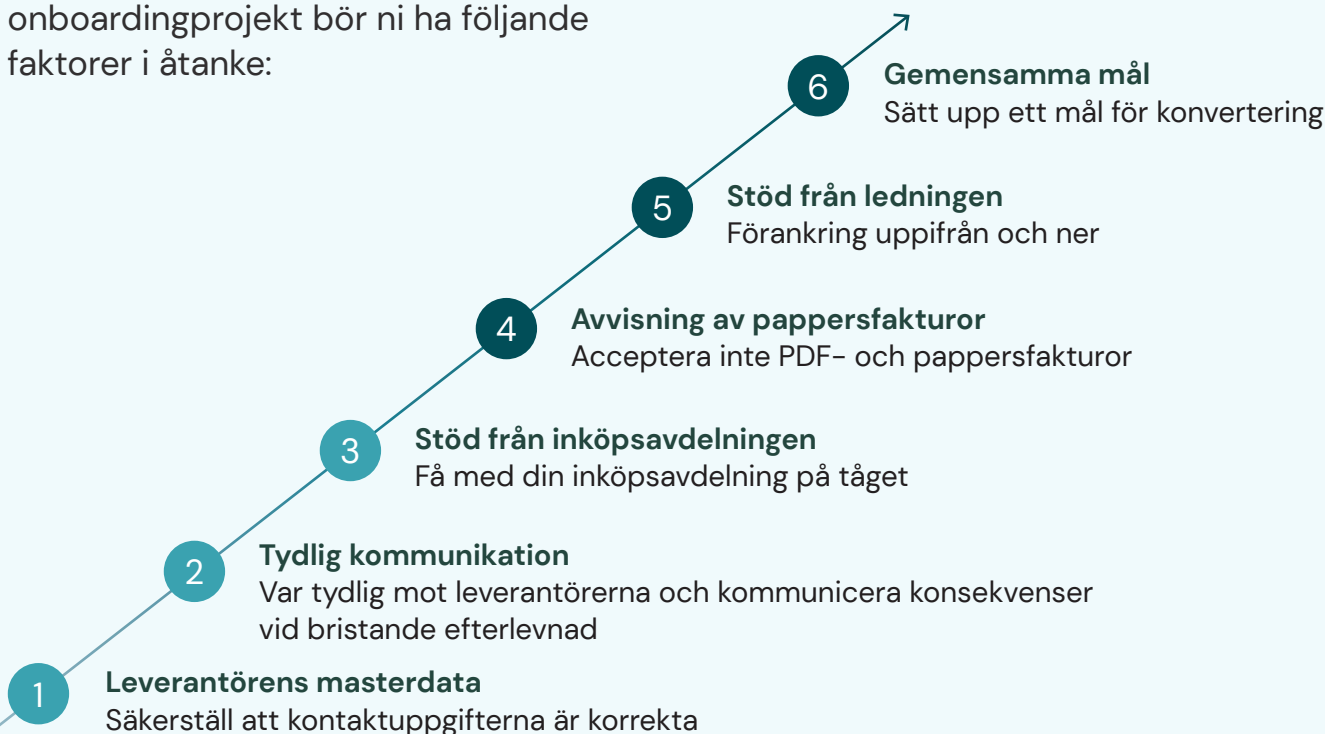 onboardingprojekt bör ni ha följande
faktorer i åtanke:
6
Gemensamma mål
Sätt upp ett mål för konvertering
5
Stöd från ledningen
Förankring uppifrån och ner
4
Avvisning av pappersfakturor
Acceptera inte PDF- och pappersfakturor
3
Stöd från inköpsavdelningen
Få med din inköpsavdelning på tåget
2
Tydlig kommunikation
Var tydlig mot leverantörerna och kommunicera konsekvenser
vid bristande efterlevnad
1
Leverantörens masterdata
Säkerställ att kontaktuppgifterna är korrekta